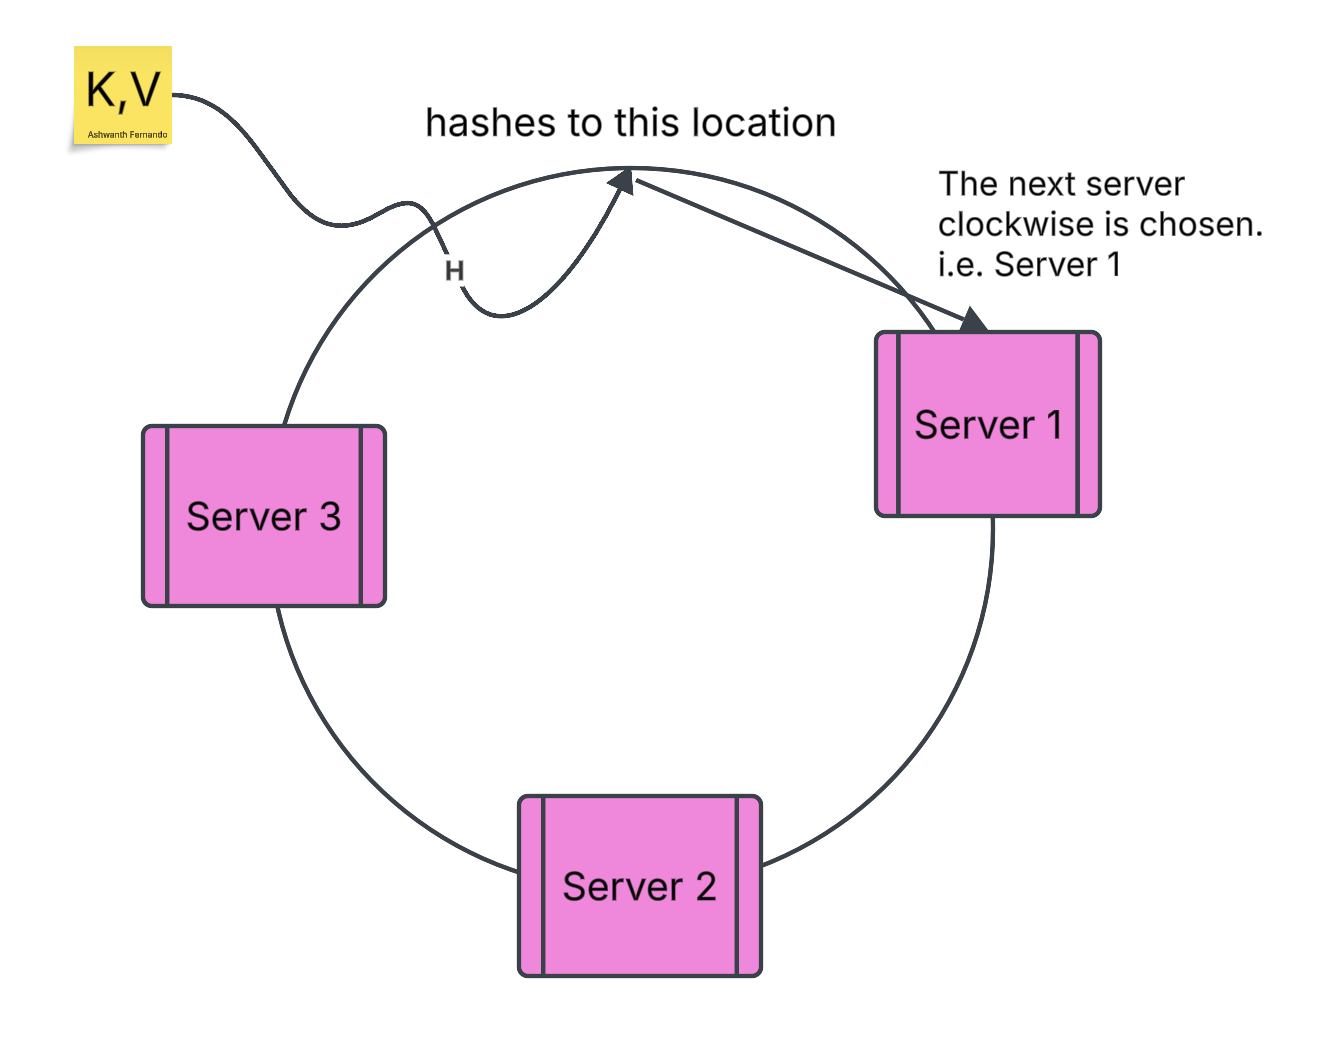 K,V
Ashwanth Fernando
hashes to this location
The next server
clockwise is chosen.
i.e. Server 1
H
Server 1
Server 3
Server 2